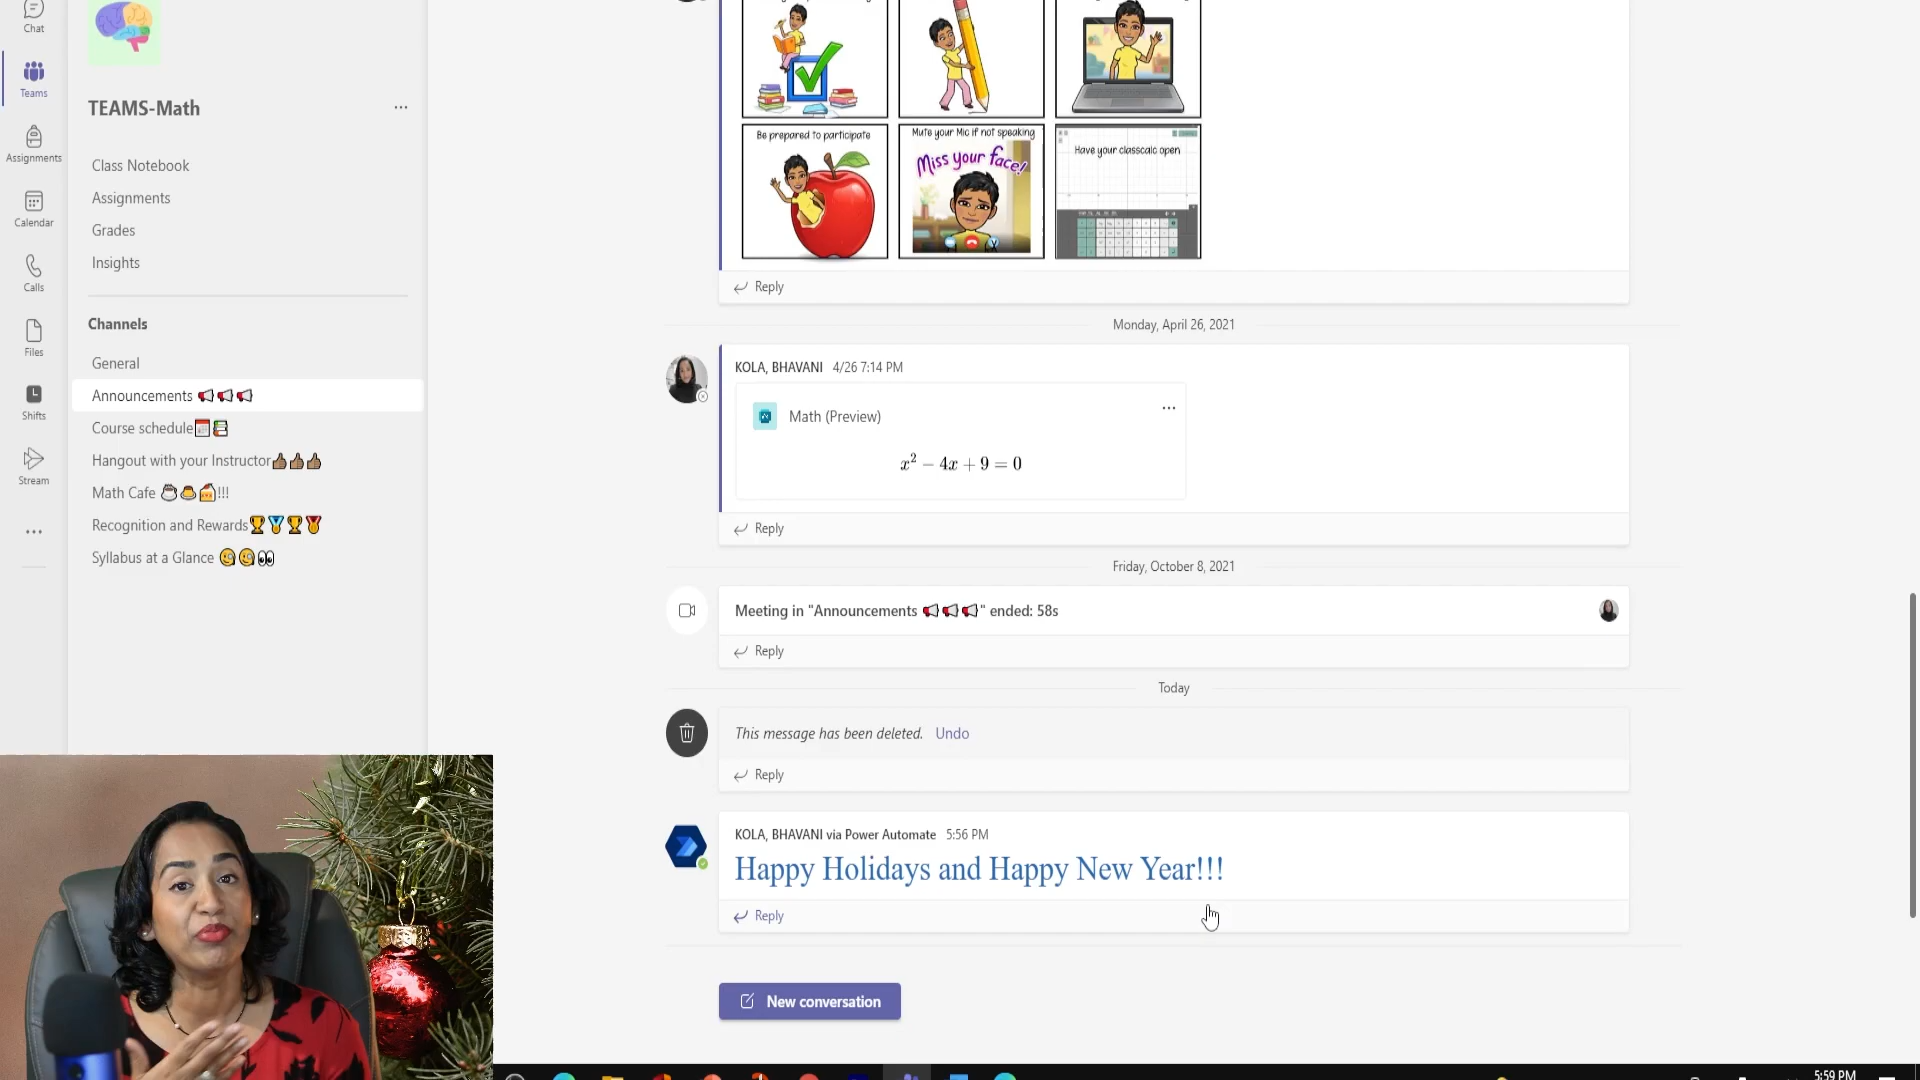 Chat
Teams
Assignments
Calendar
Calls
Files
Shifts
Stream
TEAMS-Math
Class Notebook
Assignments
Grades
Insights
Channels
General
Announcements 📢📢📢
Course schedule📅📚
Hangout with your Instructor👍🏾👍🏾👍🏾
Math Cafe ☕🍮🍰!!!
Recognition and Rewards🏆🏅🏆🎖
Syllabus at a Glance 🧐🧐👀
Be prepared to participate
Mute your Mic if not speaking
Miss your face!
Have your classcalc open
Reply
Monday, April 26, 2021
KOLA, BHAVANI 4/26 7:14 PM
Math (Preview)
x² − 4x + 9 = 0
Reply
Friday, October 8, 2021
Meeting in "Announcements 📢📢📢" ended: 58s
Reply
Today
This message has been deleted. Undo
Reply
KOLA, BHAVANI via Power Automate 5:56 PM
Happy Holidays and Happy New Year!!!
Reply
New conversation
5:59 PM